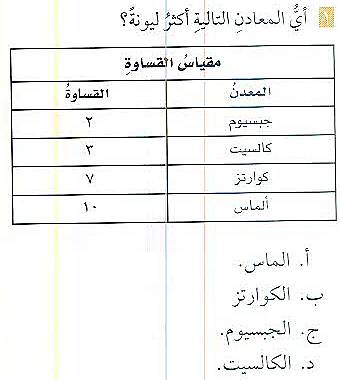 ١ أيُّ المعادنِ التاليةِ أكثرُ ليونةً؟
مقياسُ القساوةِ
المعدنُ القساوةُ
جبسيوم ٢
كالسيت ٣
كوارتز ٧
ألماس ١٠
أ. الماس.
ب. الكوارتز
ج. الجبسيوم.
د. الكالسيت.